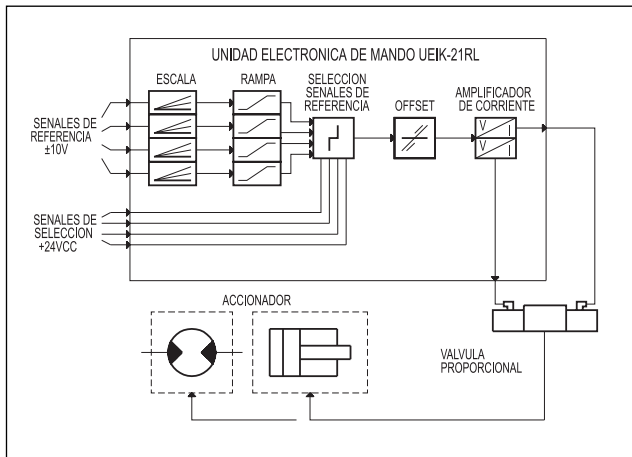 UNIDAD ELECTRONICA DE MANDO UEIK-21RL
ESCALA
RAMPA
SELECCION
SENALES DE
REFERENCIA
OFFSET
AMPLIFICADOR
DE CORRIENTE
SENALES DE
REFERENCIA
±10V
V
I
V
I
SENALES DE
SELECCION
+24VCC
ACCIONADOR
VALVULA
PROPORCIONAL